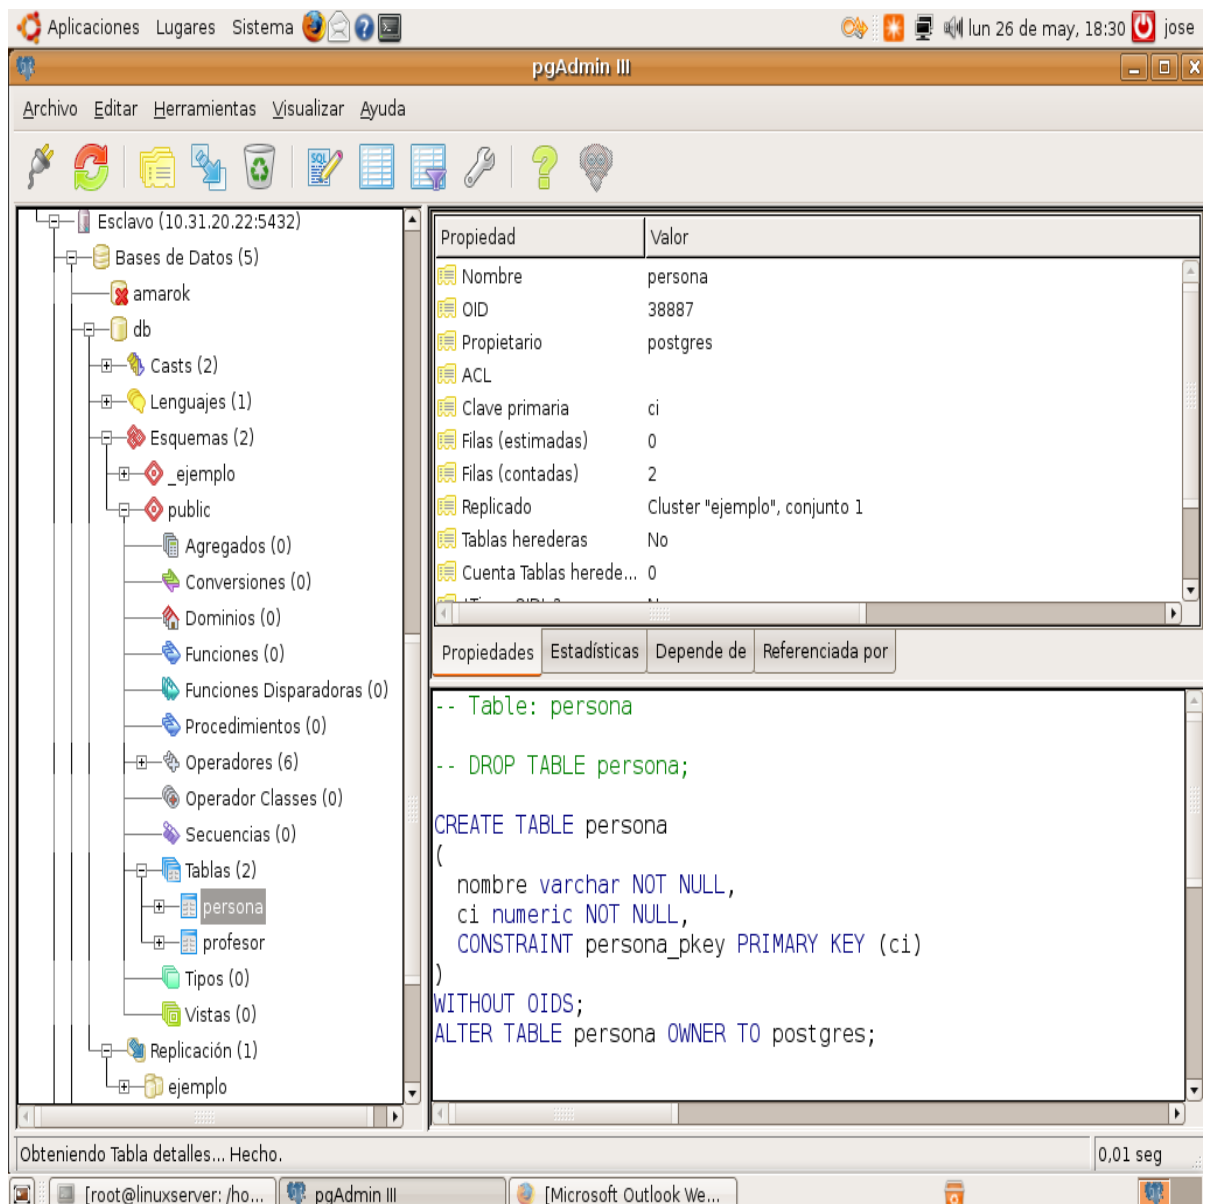 Aplicaciones Lugares Sistema lun 26 de may, 18:30 jose
pgAdmin III
Archivo Editar Herramientas Visualizar Ayuda
SQL
Esclavo (10.31.20.22:5432)
Bases de Datos (5)
amarok
db
Casts (2)
Lenguajes (1)
Esquemas (2)
_ejemplo
public
Agregados (0)
Conversiones (0)
Dominios (0)
Funciones (0)
Funciones Disparadoras (0)
Procedimientos (0)
Operadores (6)
Operador Classes (0)
Secuencias (0)
Tablas (2)
persona
profesor
Tipos (0)
Vistas (0)
Replicación (1)
ejemplo
Propiedad Valor
Nombre persona
OID 38887
Propietario postgres
ACL
Clave primaria ci
Filas (estimadas) 0
Filas (contadas) 2
Replicado Cluster "ejemplo", conjunto 1
Tablas herederas No
Cuenta Tablas herede... 0
Propiedades Estadísticas Depende de Referenciada por
-- Table: persona
-- DROP TABLE persona;
CREATE TABLE persona
(
nombre varchar NOT NULL,
ci numeric NOT NULL,
CONSTRAINT persona_pkey PRIMARY KEY (ci)
)
WITHOUT OIDS;
ALTER TABLE persona OWNER TO postgres;
Obteniendo Tabla detalles... Hecho. 0,01 seg
[root@linuxserver: /ho... pgAdmin III [Microsoft Outlook We...